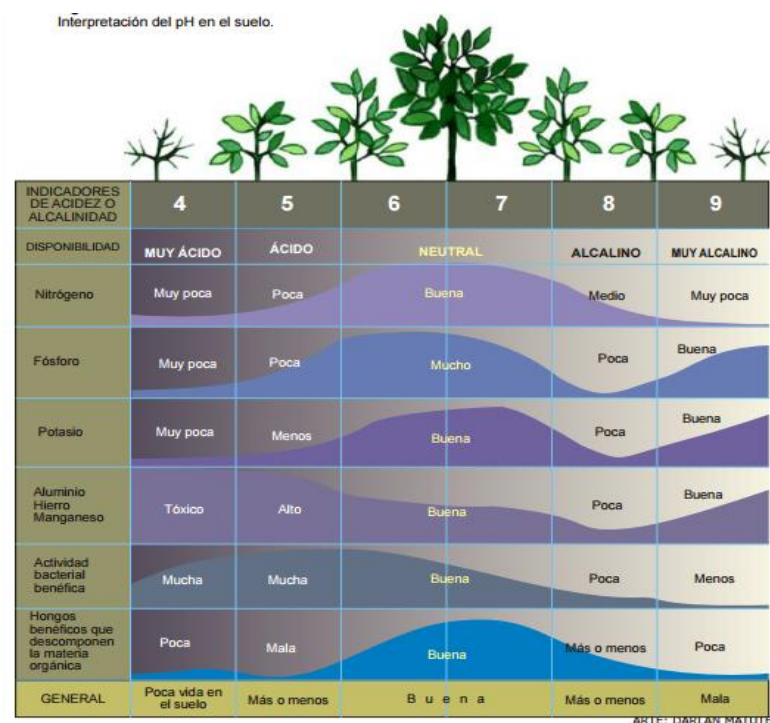 Interpretación del pH en el suelo.
INDICADORES
DE ACIDEZ O
ALCALINIDAD
4 5 6 7 8 9
DISPONIBILIDAD MUY ÁCIDO ÁCIDO NEUTRAL ALCALINO MUY ALCALINO
Nitrógeno Muy poca Poca Buena Medio Muy poca
Fósforo Muy poca Poca Mucho Poca Buena
Potasio Muy poca Menos Buena Poca Buena
Aluminio
Hierro
Manganeso
Tóxico Alto Buena Poca Buena
Actividad
bacterial
benéfica
Mucha Mucha Buena Poca Menos
Hongos
benéficos que
descomponen
la materia
orgánica
Poca Mala Buena Más o menos Poca
GENERAL
Poca vida en
el suelo
Más o menos B u e n a Más o menos Mala
ARTE: DARLAN MATUTE